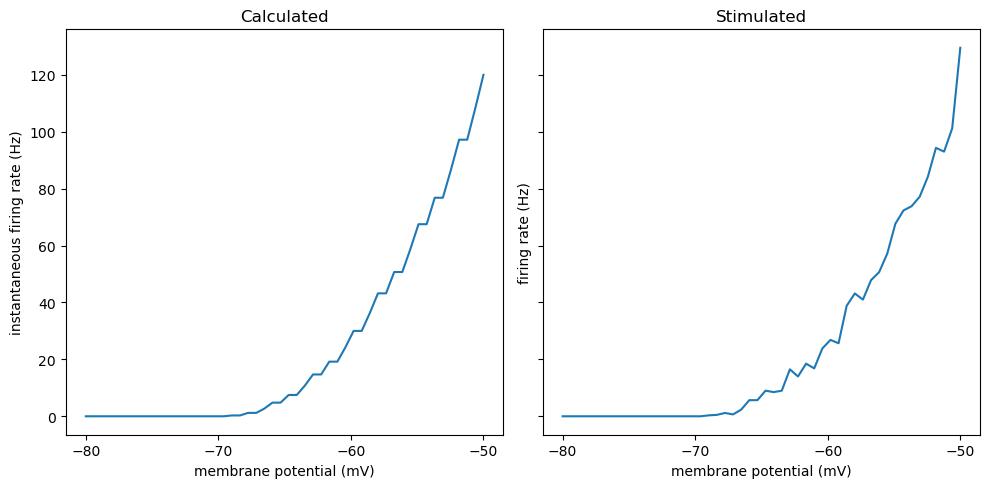 Calculated
instantaneous firing rate (Hz)
120
100
80
60
40
20
0
−80
−70
−60
−50
membrane potential (mV)
Stimulated
firing rate (Hz)
−80
−70
−60
−50
membrane potential (mV)